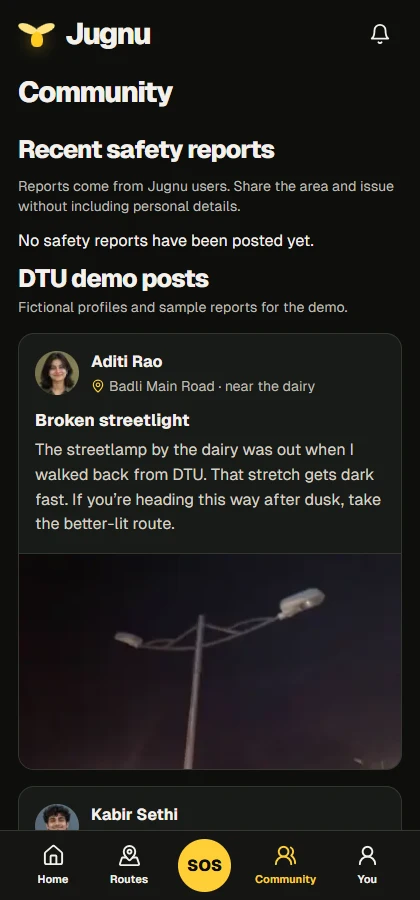 Jugnu
Community
Recent safety reports
Reports come from Jugnu users. Share the area and issue
without including personal details.
No safety reports have been posted yet.
DTU demo posts
Fictional profiles and sample reports for the demo.
Aditi Rao
Badli Main Road · near the dairy
Broken streetlight
The streetlamp by the dairy was out when I
walked back from DTU. That stretch gets dark
fast. If you’re heading this way after dusk, take
the better-lit route.
Kabir Sethi
Home
Routes
SOS
Community
You